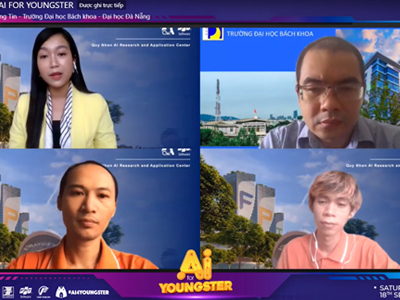 AI FOR YOUNGSTER Được ghi trực tiếp
ng Tin - Trường Đại học Bách khoa - Đại học Đà Nẵng
Quy Nhon AI Research and Application Center
TRƯỜNG ĐẠI HỌC BÁCH KHOA
Quy Nhon AI Research and Application Center
Ai
for
YOUNGSTER
#AI4YOUNGSTER
SATU
18TH SE